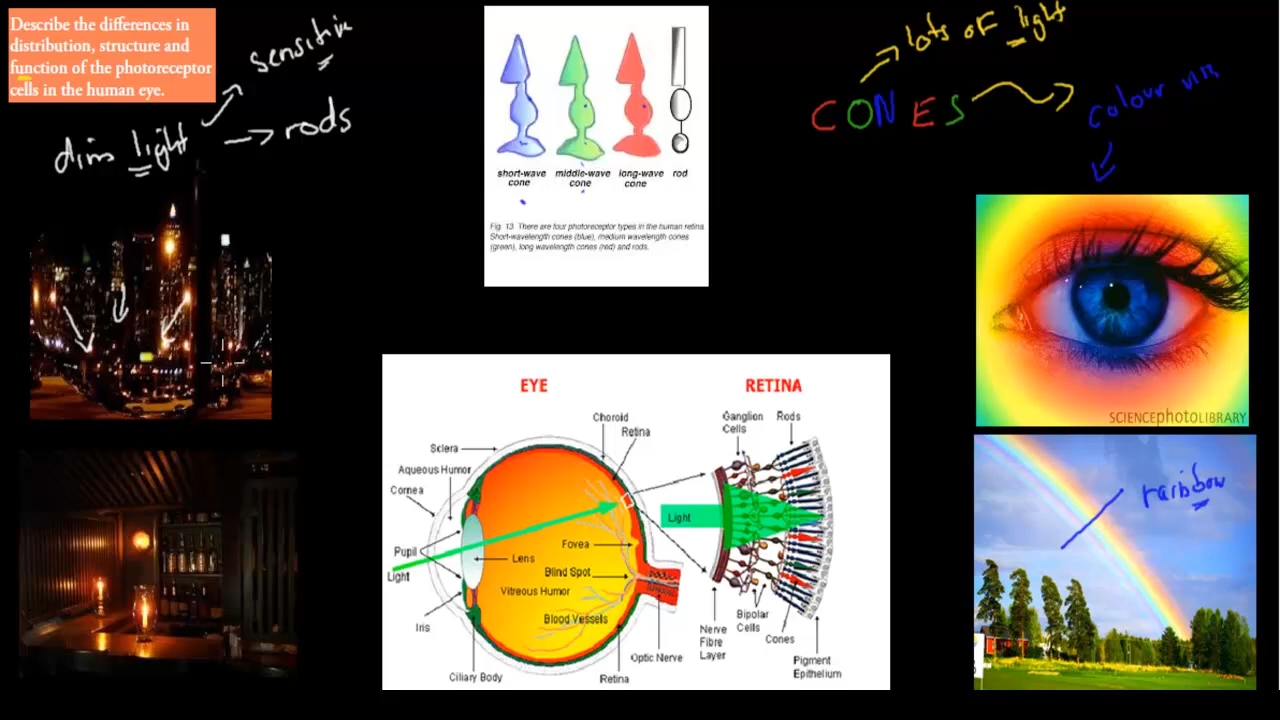 Describe the differences in
distribution, structure and
function of the photoreceptor
cells in the human eye.
sensitive
dim light
rods
short-wave
cone
middle-wave
cone
long-wave
cone
rod
Fig. 13. There are four photoreceptor types in the human retina.
Short-wavelength cones (blue), medium wavelength cones
(green), long wavelength cones (red) and rods.
lots of light
CONES
colour
SCIENCEPHOTOLIBRARY
rainbow
EYE
RETINA
Choroid
Retina
Sclera
Aqueous Humor
Cornea
Pupil
Light
Iris
Lens
Fovea
Blind Spot
Vitreous Humor
Blood Vessels
Optic Nerve
Ciliary Body
Retina
Ganglion
Cells
Rods
Light
Nerve
Fibre
Layer
Bipolar
Cells
Cones
Pigment
Epithelium